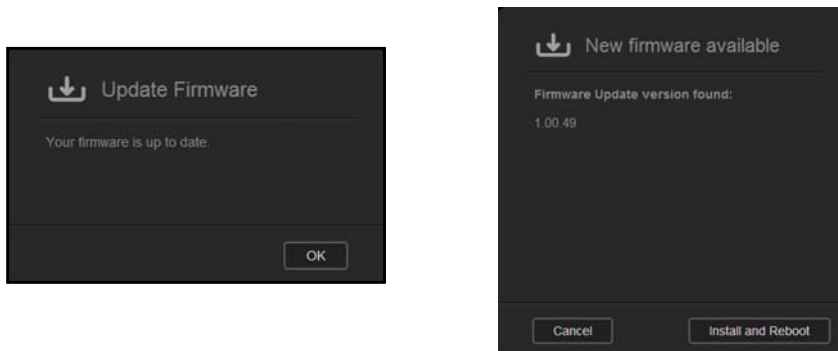 Update Firmware
Your firmware is up to date.
OK
New firmware available
Firmware Update version found:
1.00.49
Cancel
Install and Reboot